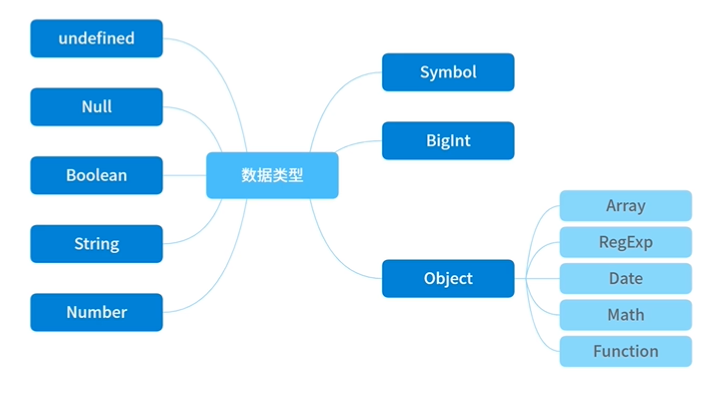 undefined
Null
Boolean
String
Number
数据类型
Symbol
BigInt
Object
Array
RegExp
Date
Math
Function